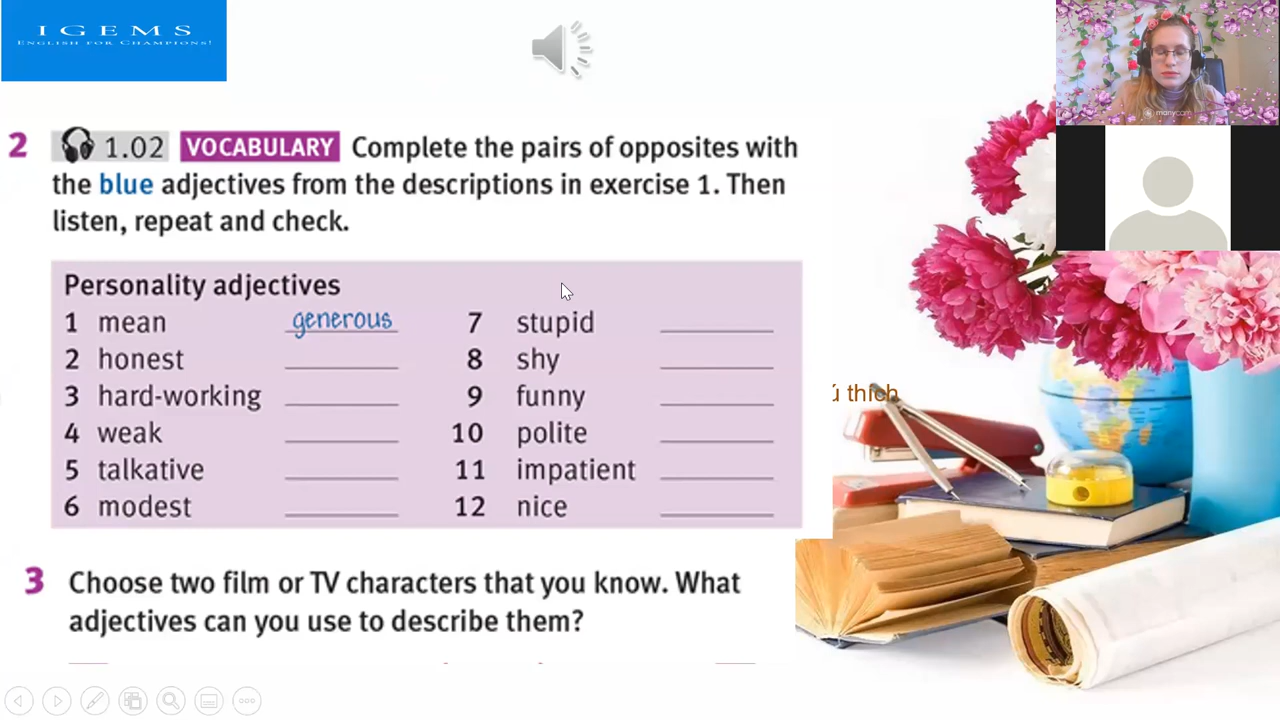 IGEMS
ENGLISH FOR CHAMPIONS!
2 1.02 VOCABULARY Complete the pairs of opposites with
the blue adjectives from the descriptions in exercise 1. Then
listen, repeat and check.
Personality adjectives
1 mean generous
2 honest
3 hard-working
4 weak
5 talkative
6 modest
7 stupid
8 shy
9 funny
10 polite
11 impatient
12 nice
thích
3 Choose two film or TV characters that you know. What
adjectives can you use to describe them?
manycam